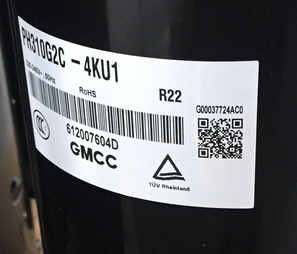 PH310G2C-4KU1
220-240V~, 50Hz
RoHS
R22
G00037724AC0
612007604D
GMCC
TÜV Rheinland